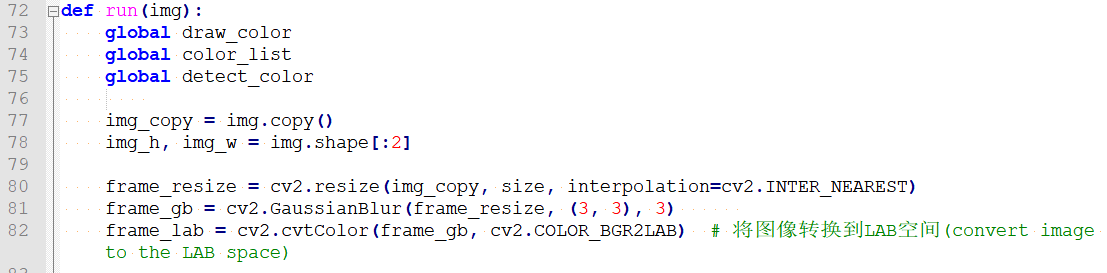 72 def run(img):
73 global draw_color
74 global color_list
75 global detect_color
76
77 img_copy = img.copy()
78 img_h, img_w = img.shape[:2]
79
80 frame_resize = cv2.resize(img_copy, size, interpolation=cv2.INTER_NEAREST)
81 frame_gb = cv2.GaussianBlur(frame_resize, (3, 3), 3)
82 frame_lab = cv2.cvtColor(frame_gb, cv2.COLOR_BGR2LAB) # 将图像转换到LAB空间(convert image
to the LAB space)